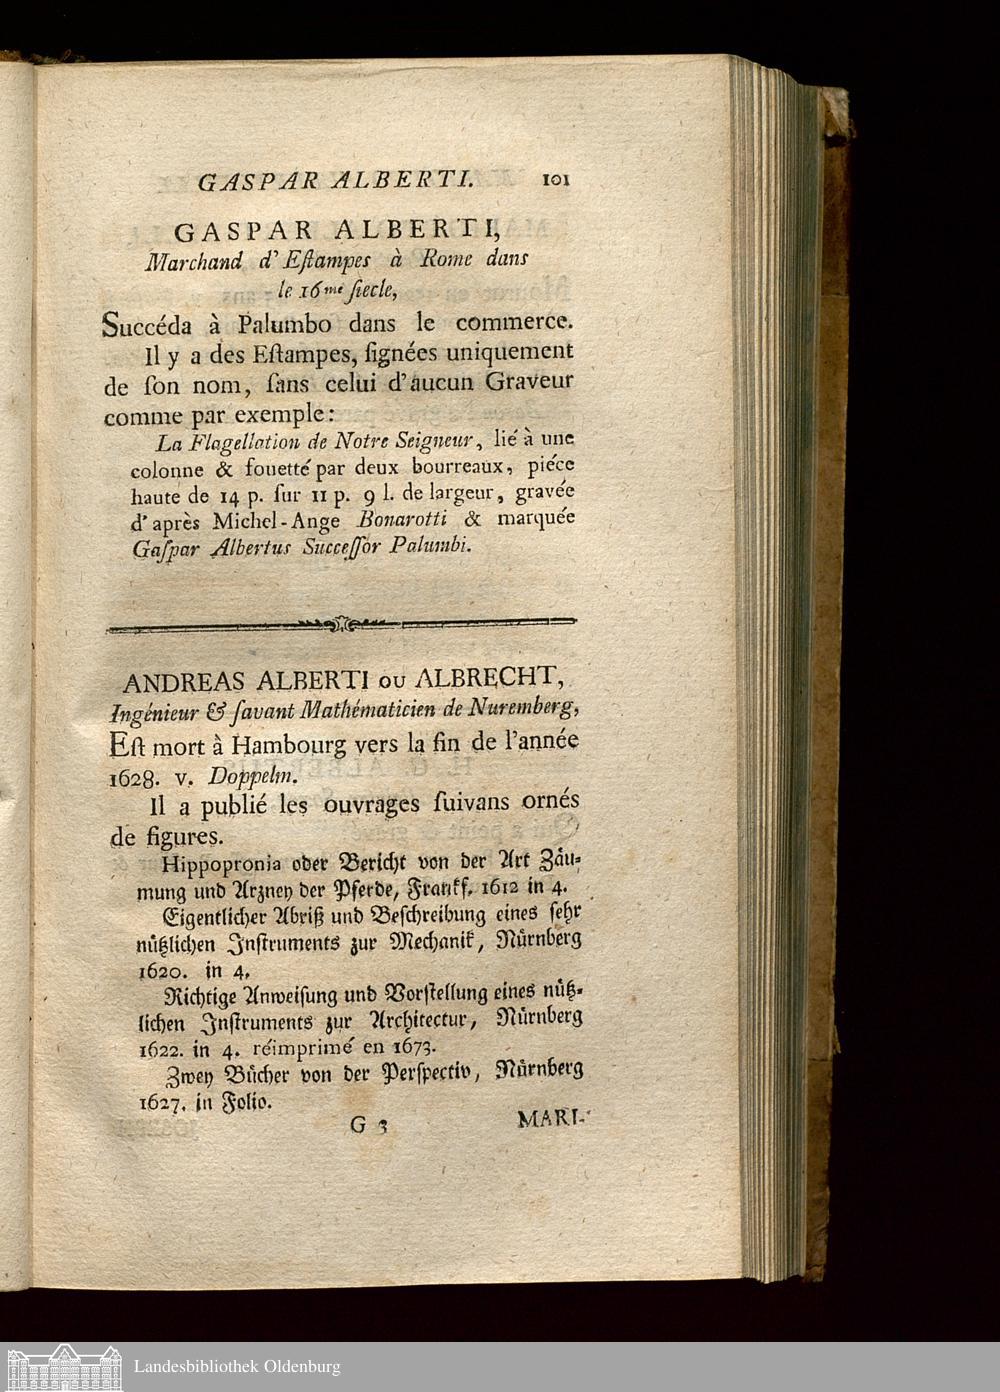 GASPAR ALBERTI. 101
GASPAR ALBERTI,
Marchand d'Eſtampes à Rome dans
le 16me ſiecle,
Succéda à Palumbo dans le commerce.
Il y a des Eſtampes, ſignées uniquement
de ſon nom, ſans celui d'aucun Graveur
comme par exemple:
La Flagellation de Notre Seigneur, lié à une
colonne & fouetté par deux bourreaux, piéce
haute de 14 p. ſur 11 p. 9 l. de largeur, gravée
d'après Michel-Ange Bonarotti & marquée
Gaſpar Albertus Succeſſor Palumbi.
ANDREAS ALBERTI OU ALBRECHT,
Ingénieur & ſavant Mathématicien de Nuremberg,
Eſt mort à Hambourg vers la fin de l'année
1628. v. Doppelm.
Il a publié les ouvrages ſuivans ornés
de figures.
Hippopronia oder Bericht von der Art Zäu-
mung und Arzney der Pferde, Frankf. 1612 in 4.
Eigentlicher Abriß und Beſchreibung eines ſehr
nützlichen Inſtruments zur Mechanik, Nürnberg
1620. in 4.
Richtige Anweiſung und Vorſtellung eines nütz-
lichen Inſtruments zur Architectur, Nürnberg
1622. in 4. réimprimé en 1673.
Zwey Bücher von der Perſpectiv, Nürnberg
1627. in Folio.
G 3 MARI-
Landesbibliothek Oldenburg